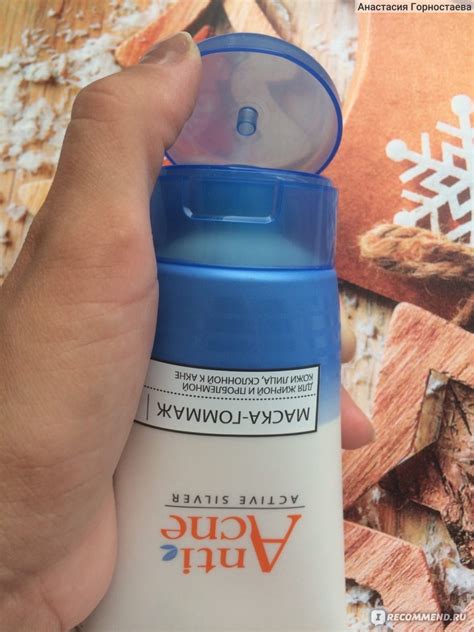 Анастасия Горностаева
Anti
Acne
ACTIVE SILVER
МАСКА-ГОММАЖ
ДЛЯ ЖИРНОЙ И ПРОБЛЕМНОЙ
КОЖИ ЛИЦА, СКЛОННОЙ К АКНЕ
IRECOMMEND.RU